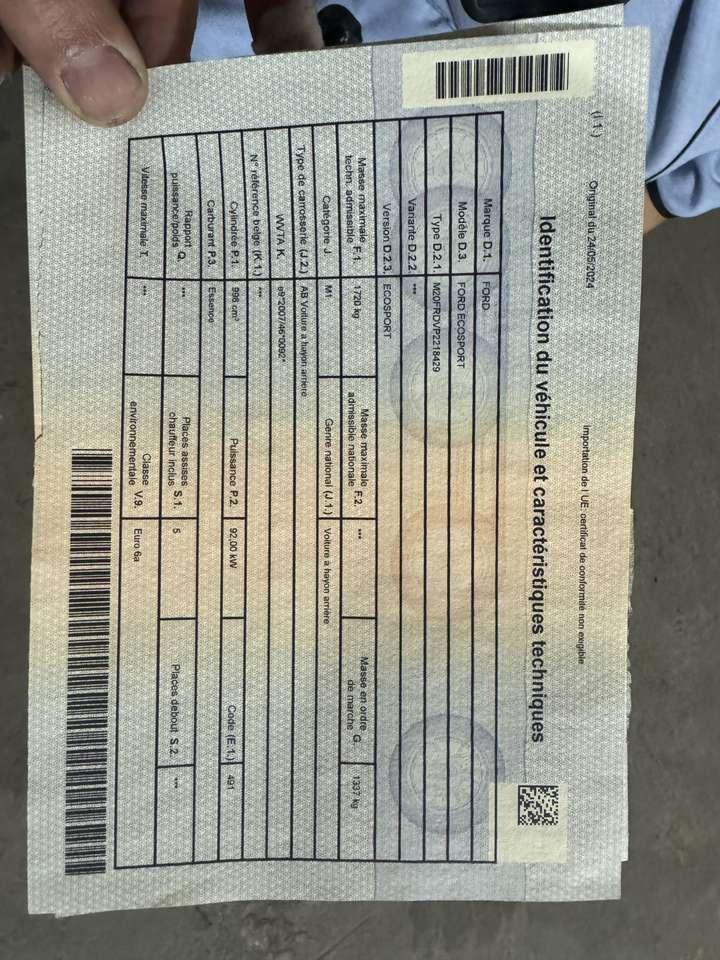 (I.1.)
Original du 24/05/2024
Importation de l UE: certificat de conformité non exigible
Identification du véhicule et caractéristiques techniques
Marque D.1. FORD
Modèle D.3. FORD ECOSPORT
Type D.2.1. M20FRDVP2218429
Variante D.2.2. ***
Version D.2.3. ECOSPORT
Masse maximale F.1. 1720 kg Masse maximale F.2. *** Masse en ordre G. 1337 kg
techn. admissible admissible nationale de marche
Catégorie J M1 Genre national (J.1.) Voiture a hayon arriere
Type de carrosserie (J.2.) AB Voiture a hayon arriere
WVTA K. e9*2007/46*0092*
N° référence belge (K.1.) ***
Cylindrée P.1. 998 cm³ Puissance P.2. 92,00 kW Code (E.1.) 491
Carburant P.3. Essence
Rapport Q. *** Places assises S.1. 5 Places debout S.2. ***
puissance/poids chauffeur inclus
Vitesse maximale T. *** Classe V.9. Euro 6a
environnementale